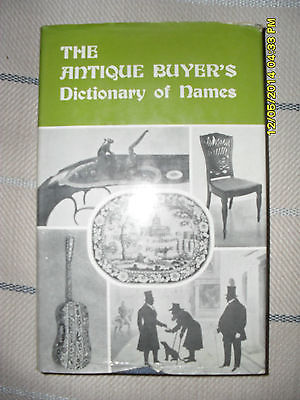 THE
ANTIQUE BUYER'S
Dictionary of Names
12/05/2014 04:33 PM